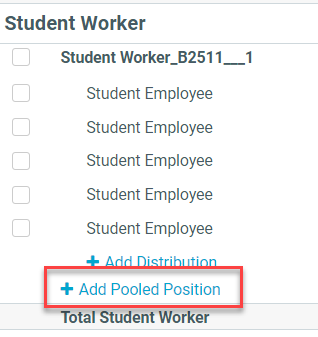 Student Worker
Student Worker_B2511___1
Student Employee
Student Employee
Student Employee
Student Employee
Student Employee
+ Add Distribution
+ Add Pooled Position
Total Student Worker